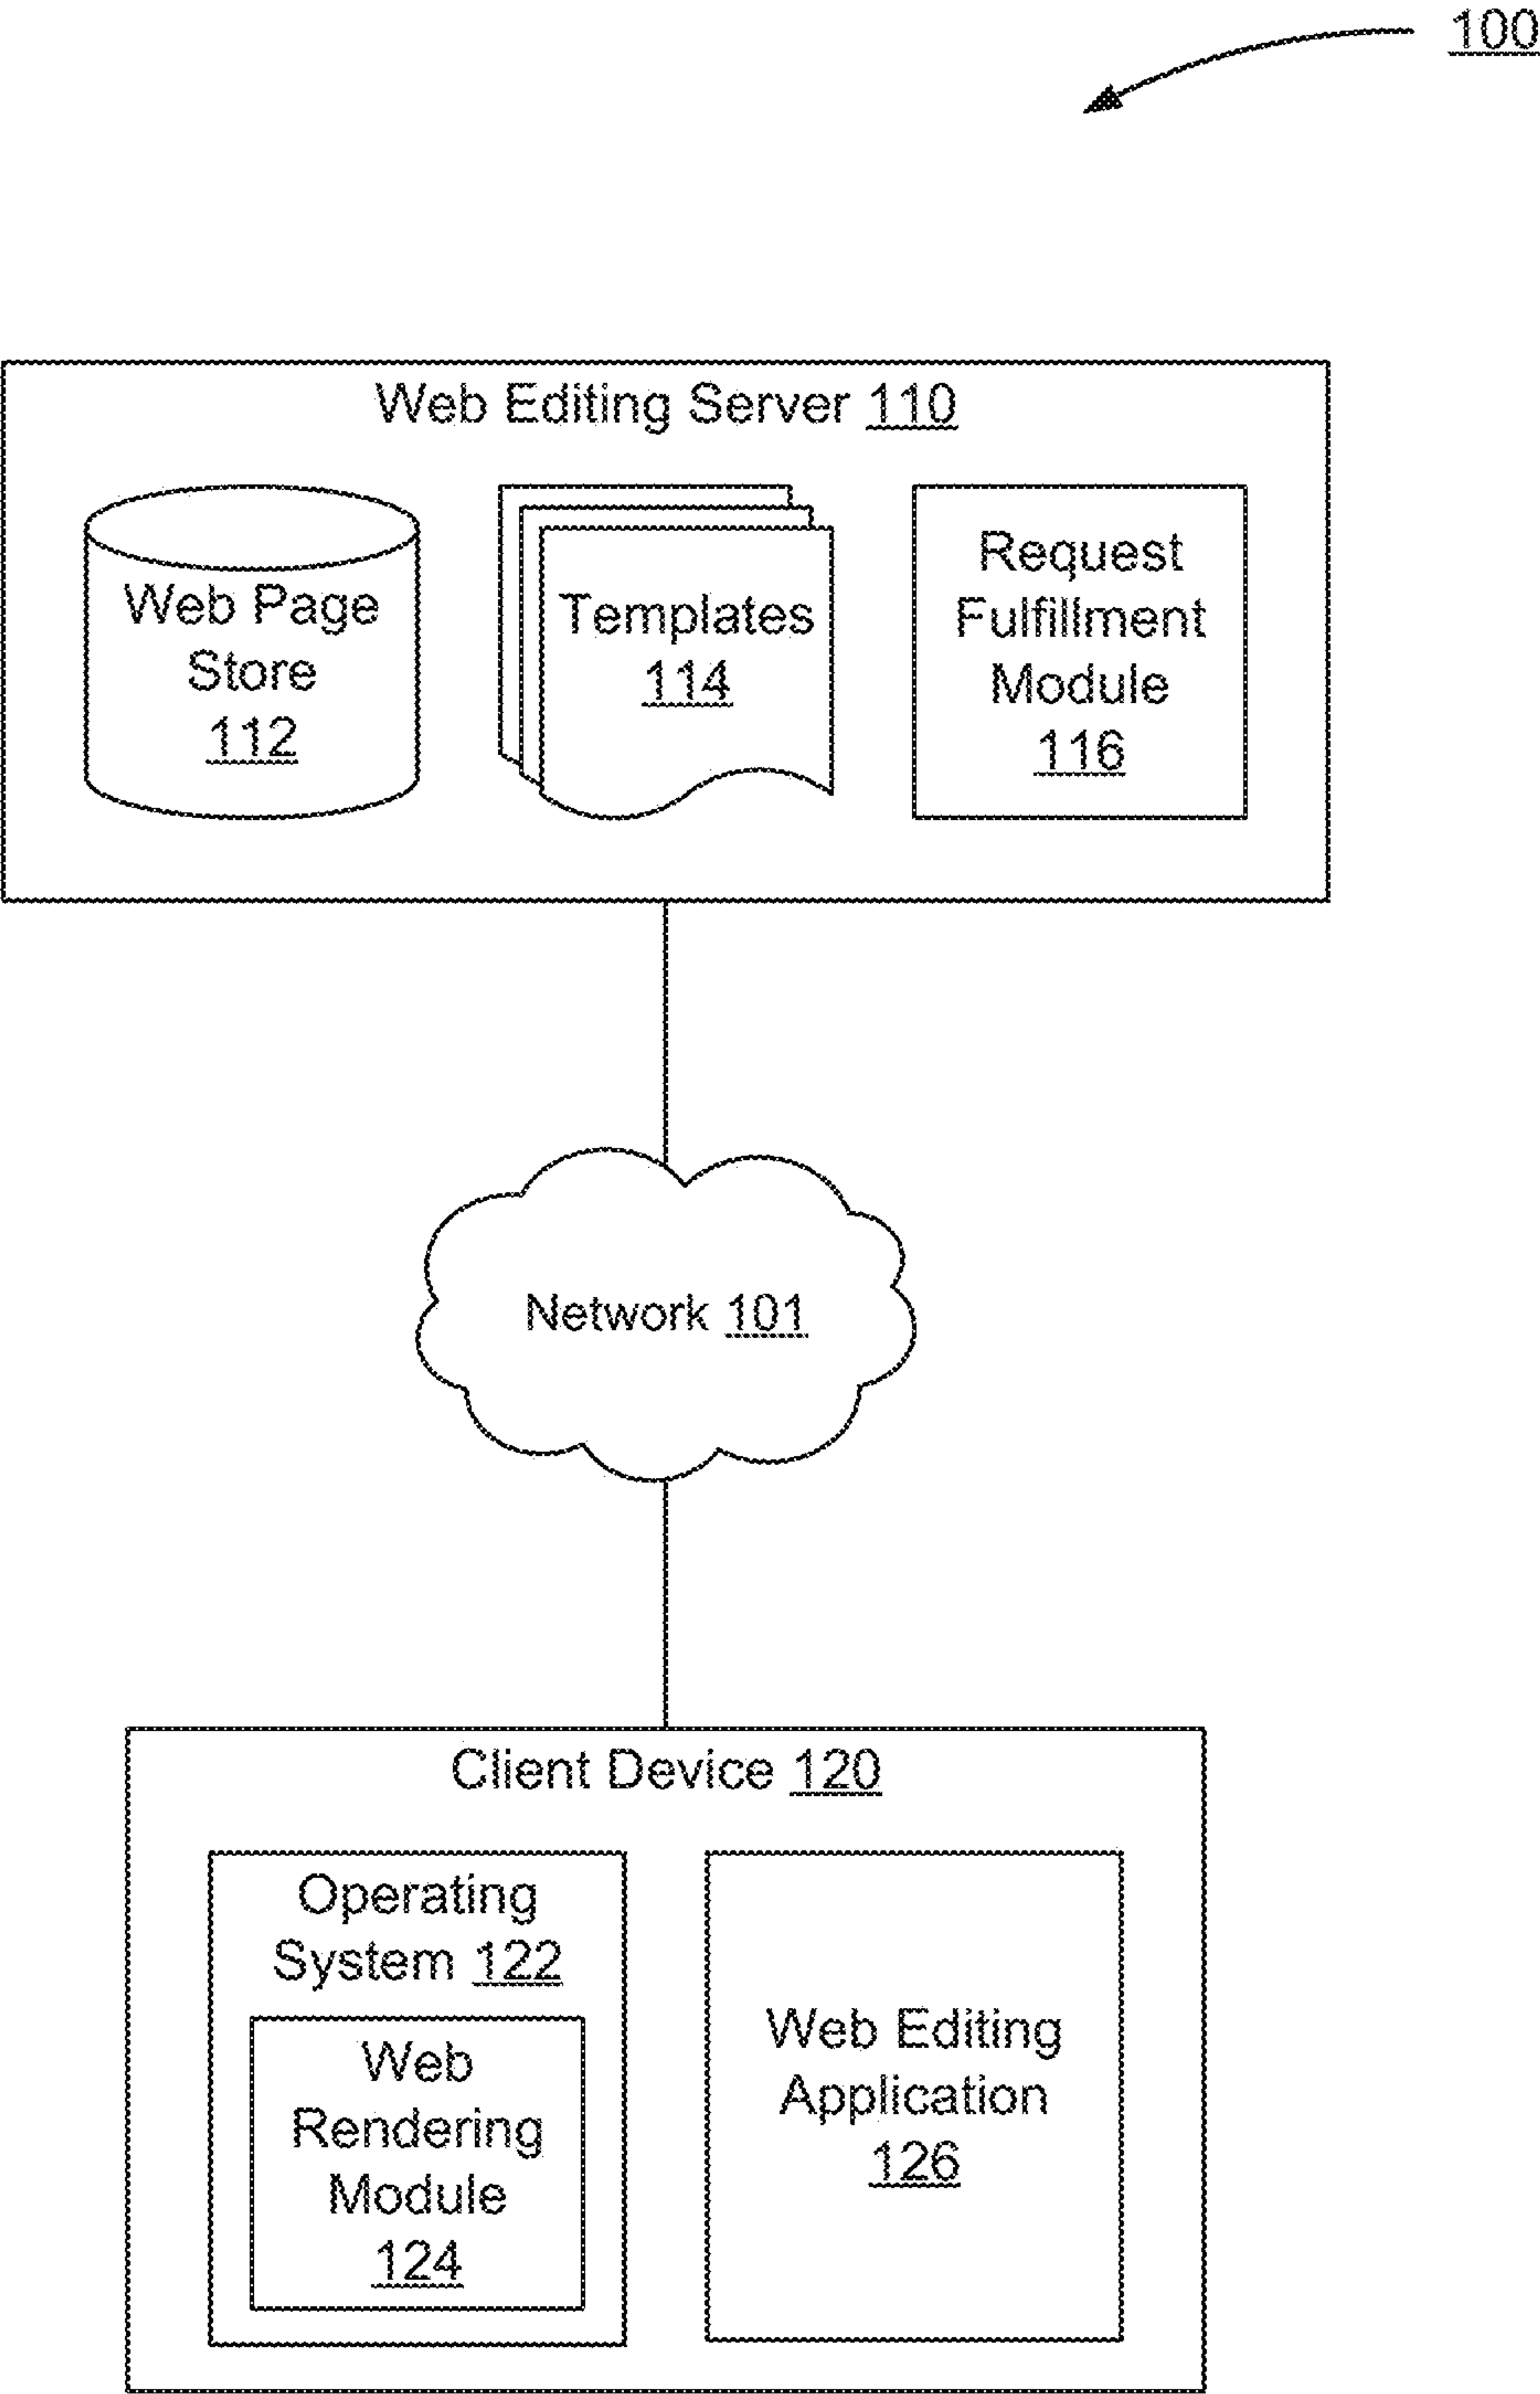 100
Web Editing Server 110
Web Page
Store
112
Templates
114
Request
Fulfillment
Module
116
Network 101
Client Device 120
Operating
System 122
Web
Rendering
Module
124
Web Editing
Application
126